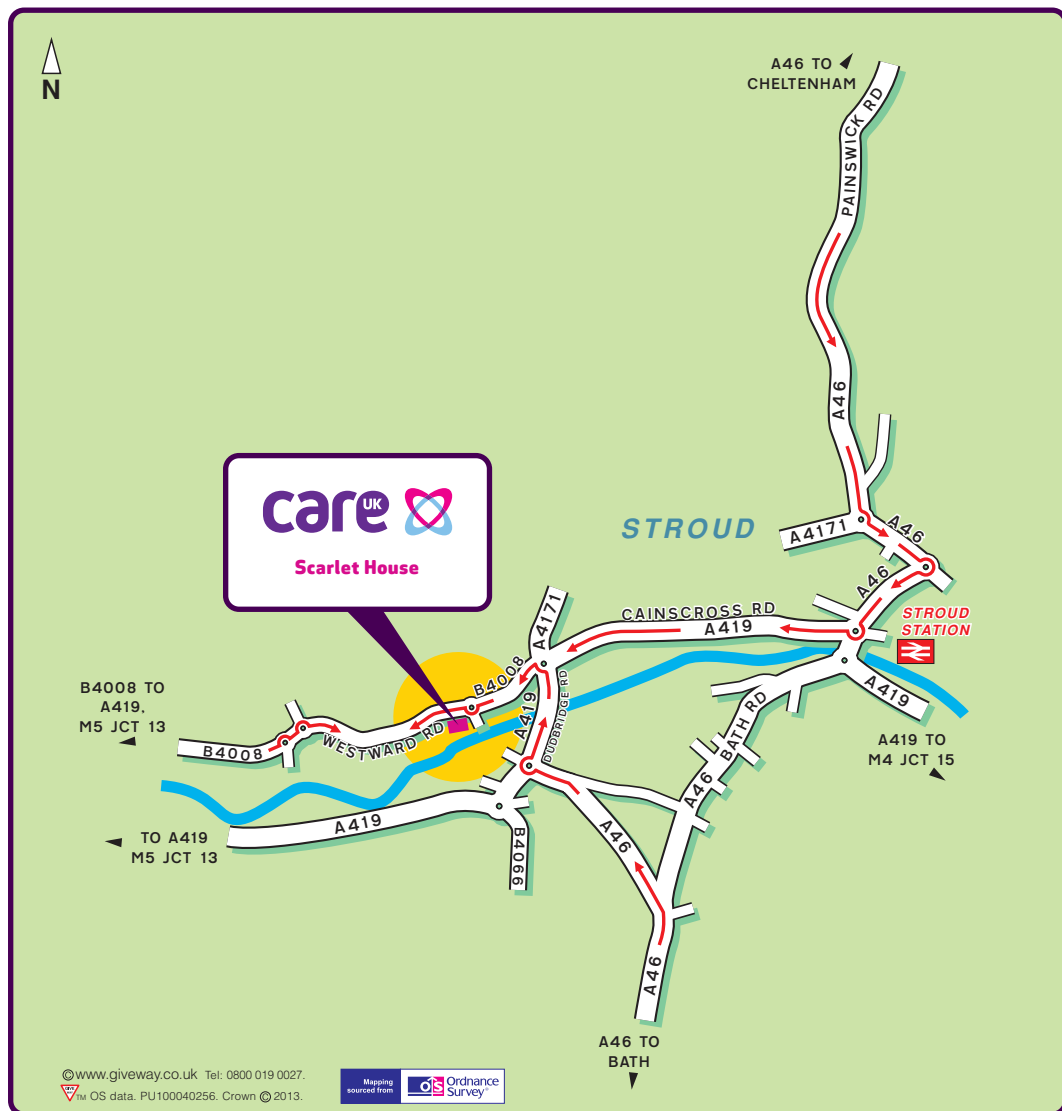 N
A46 TO
CHELTENHAM
PAINSWICK RD
A46
STROUD
A4171
A46
A46
care UK
Scarlet House
STROUD
STATION
CAINSCROSS RD
A419
A4171
B4008
A419
DUDBRIDGE RD
B4008 TO
A419,
M5 JCT 13
B4008
WESTWARD RD
BATH RD
A46
A419
A419 TO
M4 JCT 15
TO A419
M5 JCT 13
A419
B4066
A46
A46
A46 TO
BATH
©www.giveway.co.uk Tel: 0800 019 0027.
GIVE WAY TM OS data. PU100040256. Crown © 2013.
Mapping
sourced from
OS Ordnance
Survey®